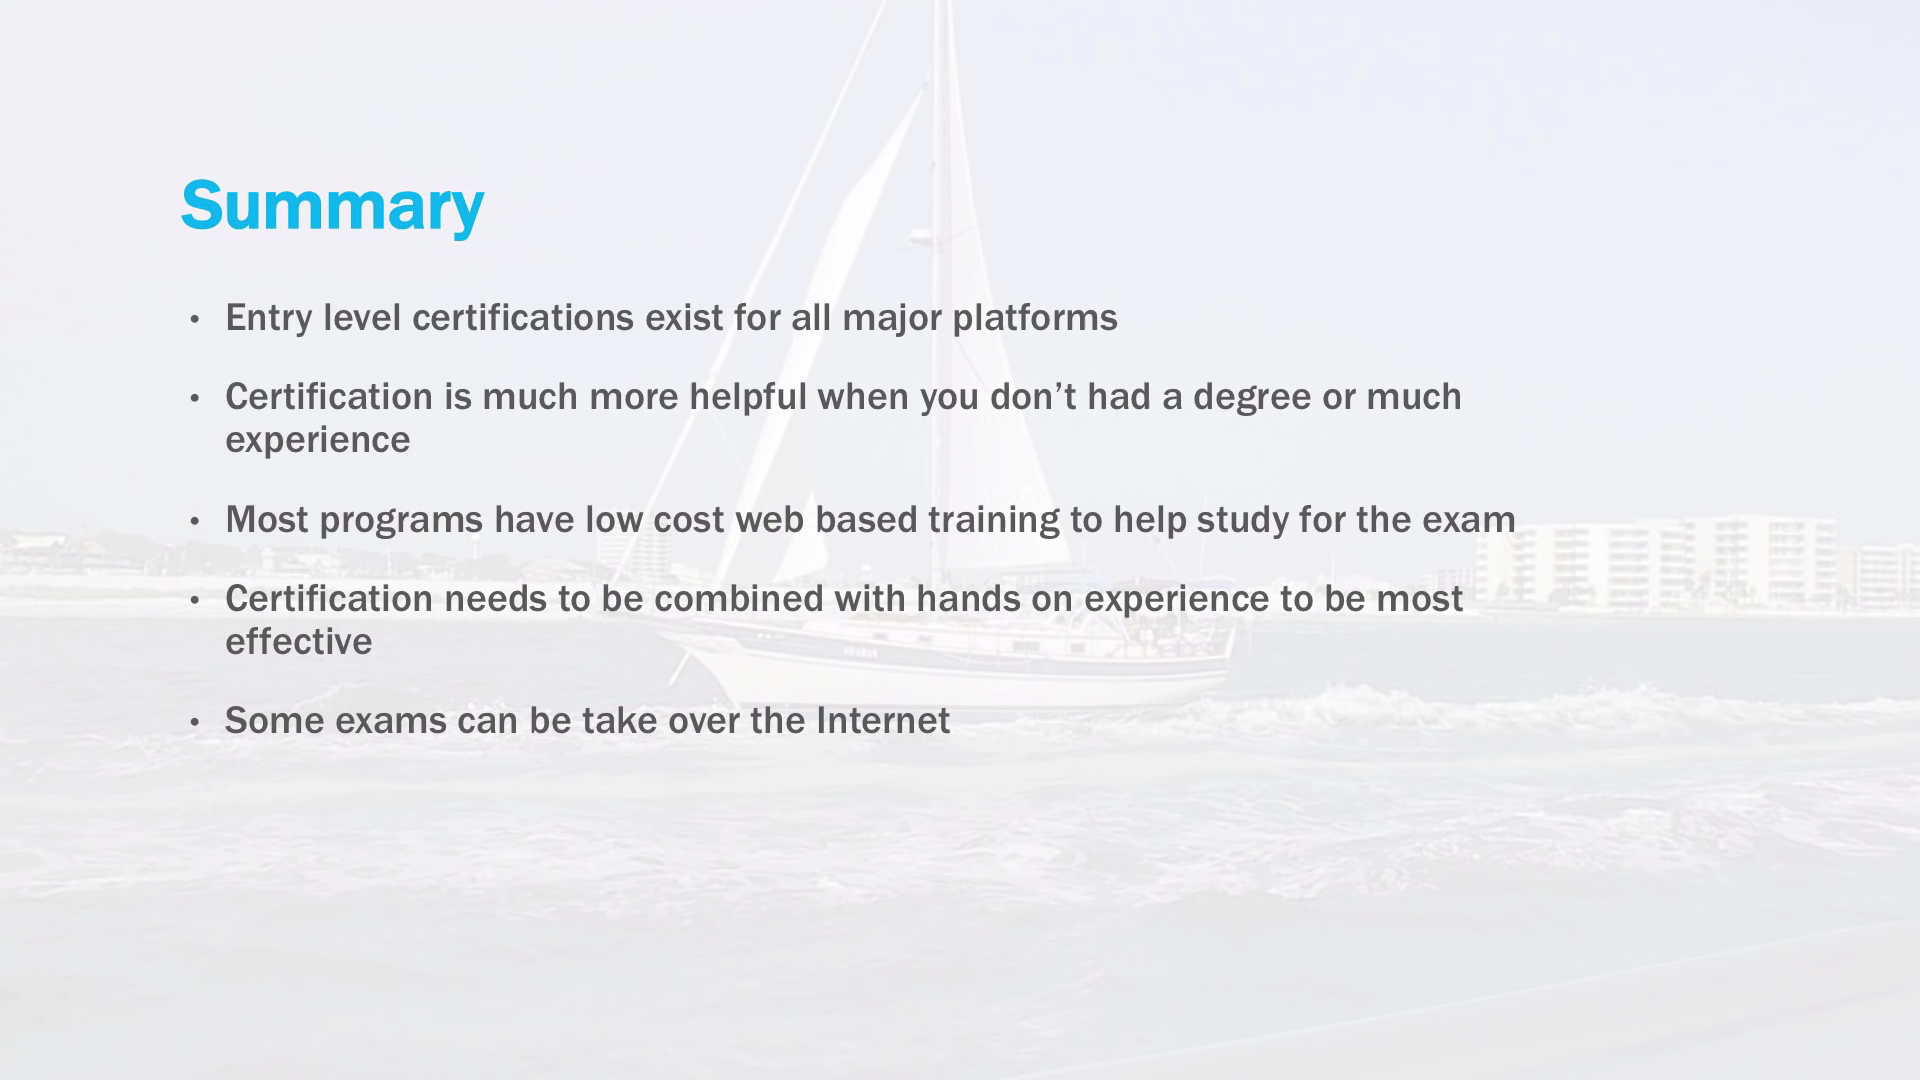 Summary
• Entry level certifications exist for all major platforms
• Certification is much more helpful when you don’t had a degree or much
experience
• Most programs have low cost web based training to help study for the exam
• Certification needs to be combined with hands on experience to be most
effective
• Some exams can be take over the Internet